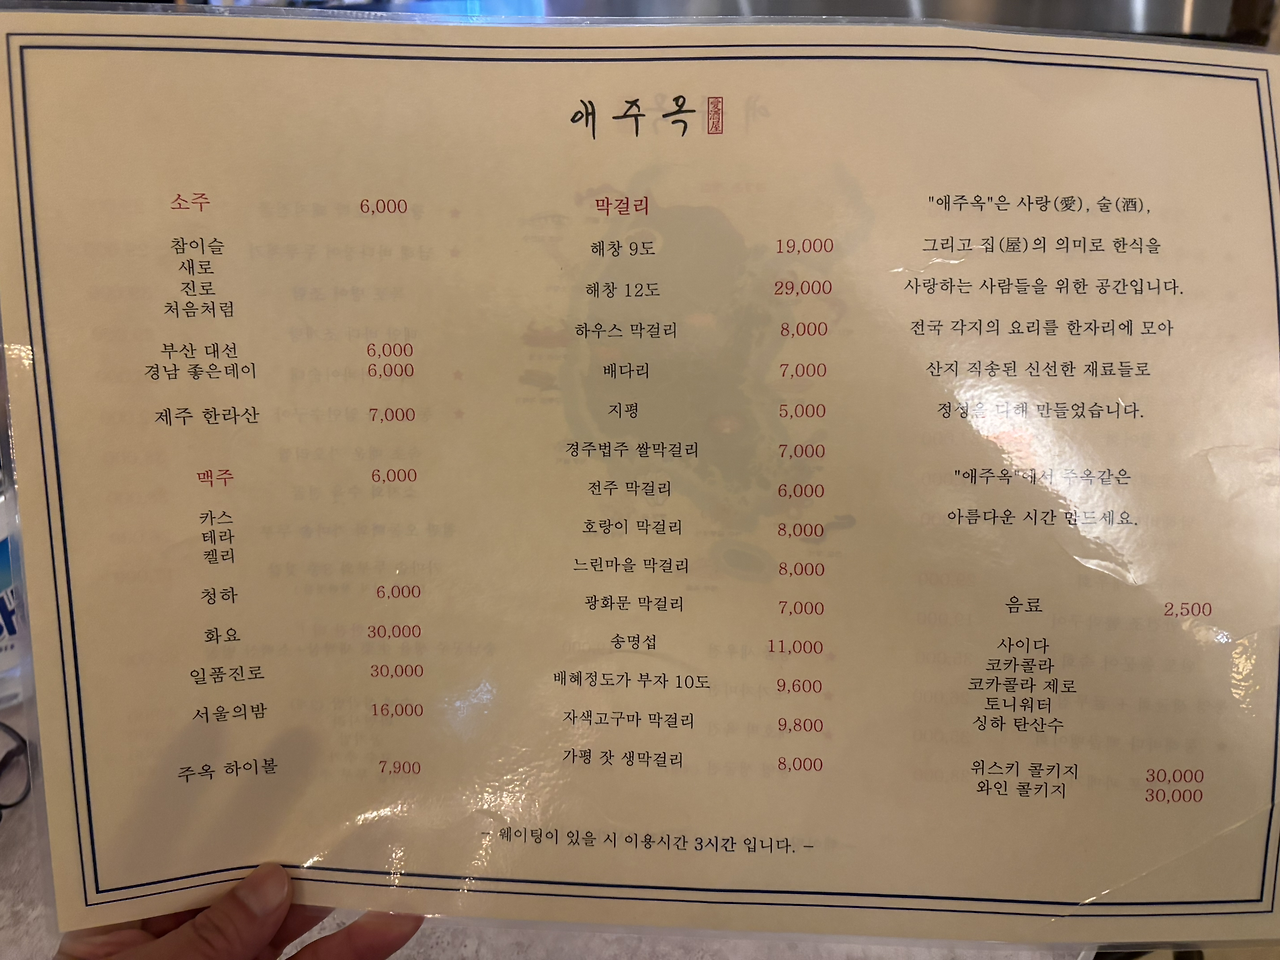 애주옥 愛酒屋
소주 6,000
참이슬
새로
진로
처음처럼
부산 대선 6,000
경남 좋은데이 6,000
제주 한라산 7,000
맥주 6,000
카스
테라
켈리
청하 6,000
화요 30,000
일품진로 30,000
서울의밤 16,000
주옥 하이볼 7,900
막걸리
해창 9도 19,000
해창 12도 29,000
하우스 막걸리 8,000
배다리 7,000
지평 5,000
경주법주 쌀막걸리 7,000
전주 막걸리 6,000
호랑이 막걸리 8,000
느린마을 막걸리 8,000
광화문 막걸리 7,000
송명섭 11,000
배혜정도가 부자 10도 9,600
자색고구마 막걸리 9,800
가평 잣 생막걸리 8,000
"애주옥"은 사랑(愛), 술(酒),
그리고 집(屋)의 의미로 한식을
사랑하는 사람들을 위한 공간입니다.
전국 각지의 요리를 한자리에 모아
산지 직송된 신선한 재료들로
정성을 다해 만들었습니다.
"애주옥"에서 주옥같은
아름다운 시간 만드세요.
음료 2,500
사이다
코카콜라
코카콜라 제로
토니워터
싱하 탄산수
위스키 콜키지 30,000
와인 콜키지 30,000
- 웨이팅이 있을 시 이용시간 3시간 입니다. -